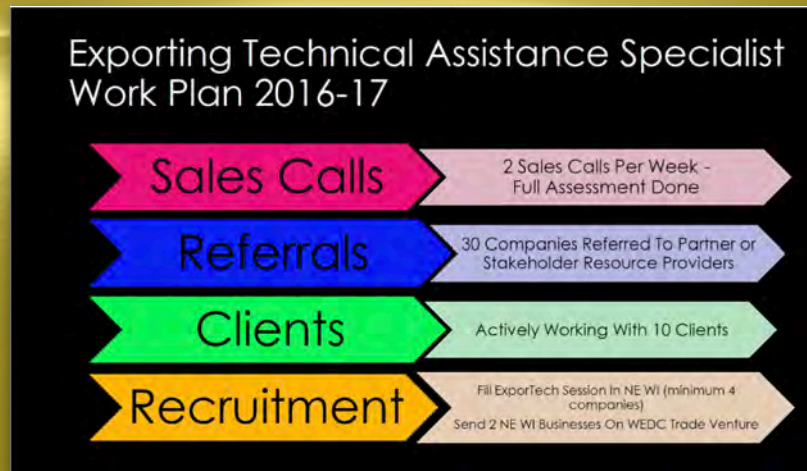 Exporting Technical Assistance Specialist
Work Plan 2016-17
Sales Calls
2 Sales Calls Per Week -
Full Assessment Done
Referrals
30 Companies Referred To Partner or
Stakeholder Resource Providers
Clients
Actively Working With 10 Clients
Recruitment
Fill ExporTech Session In NE WI (minimum 4
companies)
Send 2 NE WI Businesses On WEDC Trade Venture